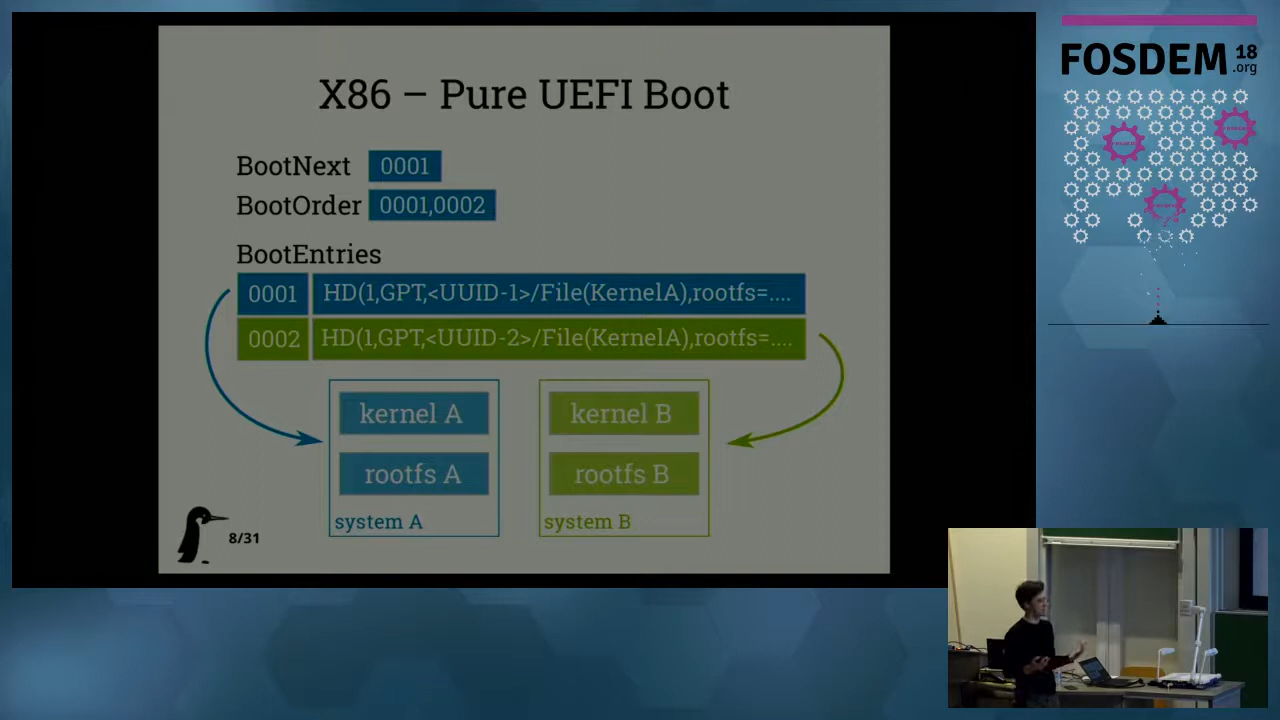 X86 – Pure UEFI Boot
BootNext 0001
BootOrder 0001,0002
BootEntries
0001 HD(1,GPT,<UUID-1>/File(KernelA),rootfs=....
0002 HD(1,GPT,<UUID-2>/File(KernelA),rootfs=....
kernel A kernel B
rootfs A rootfs B
system A system B
8/31
FOSDEM 18
.org